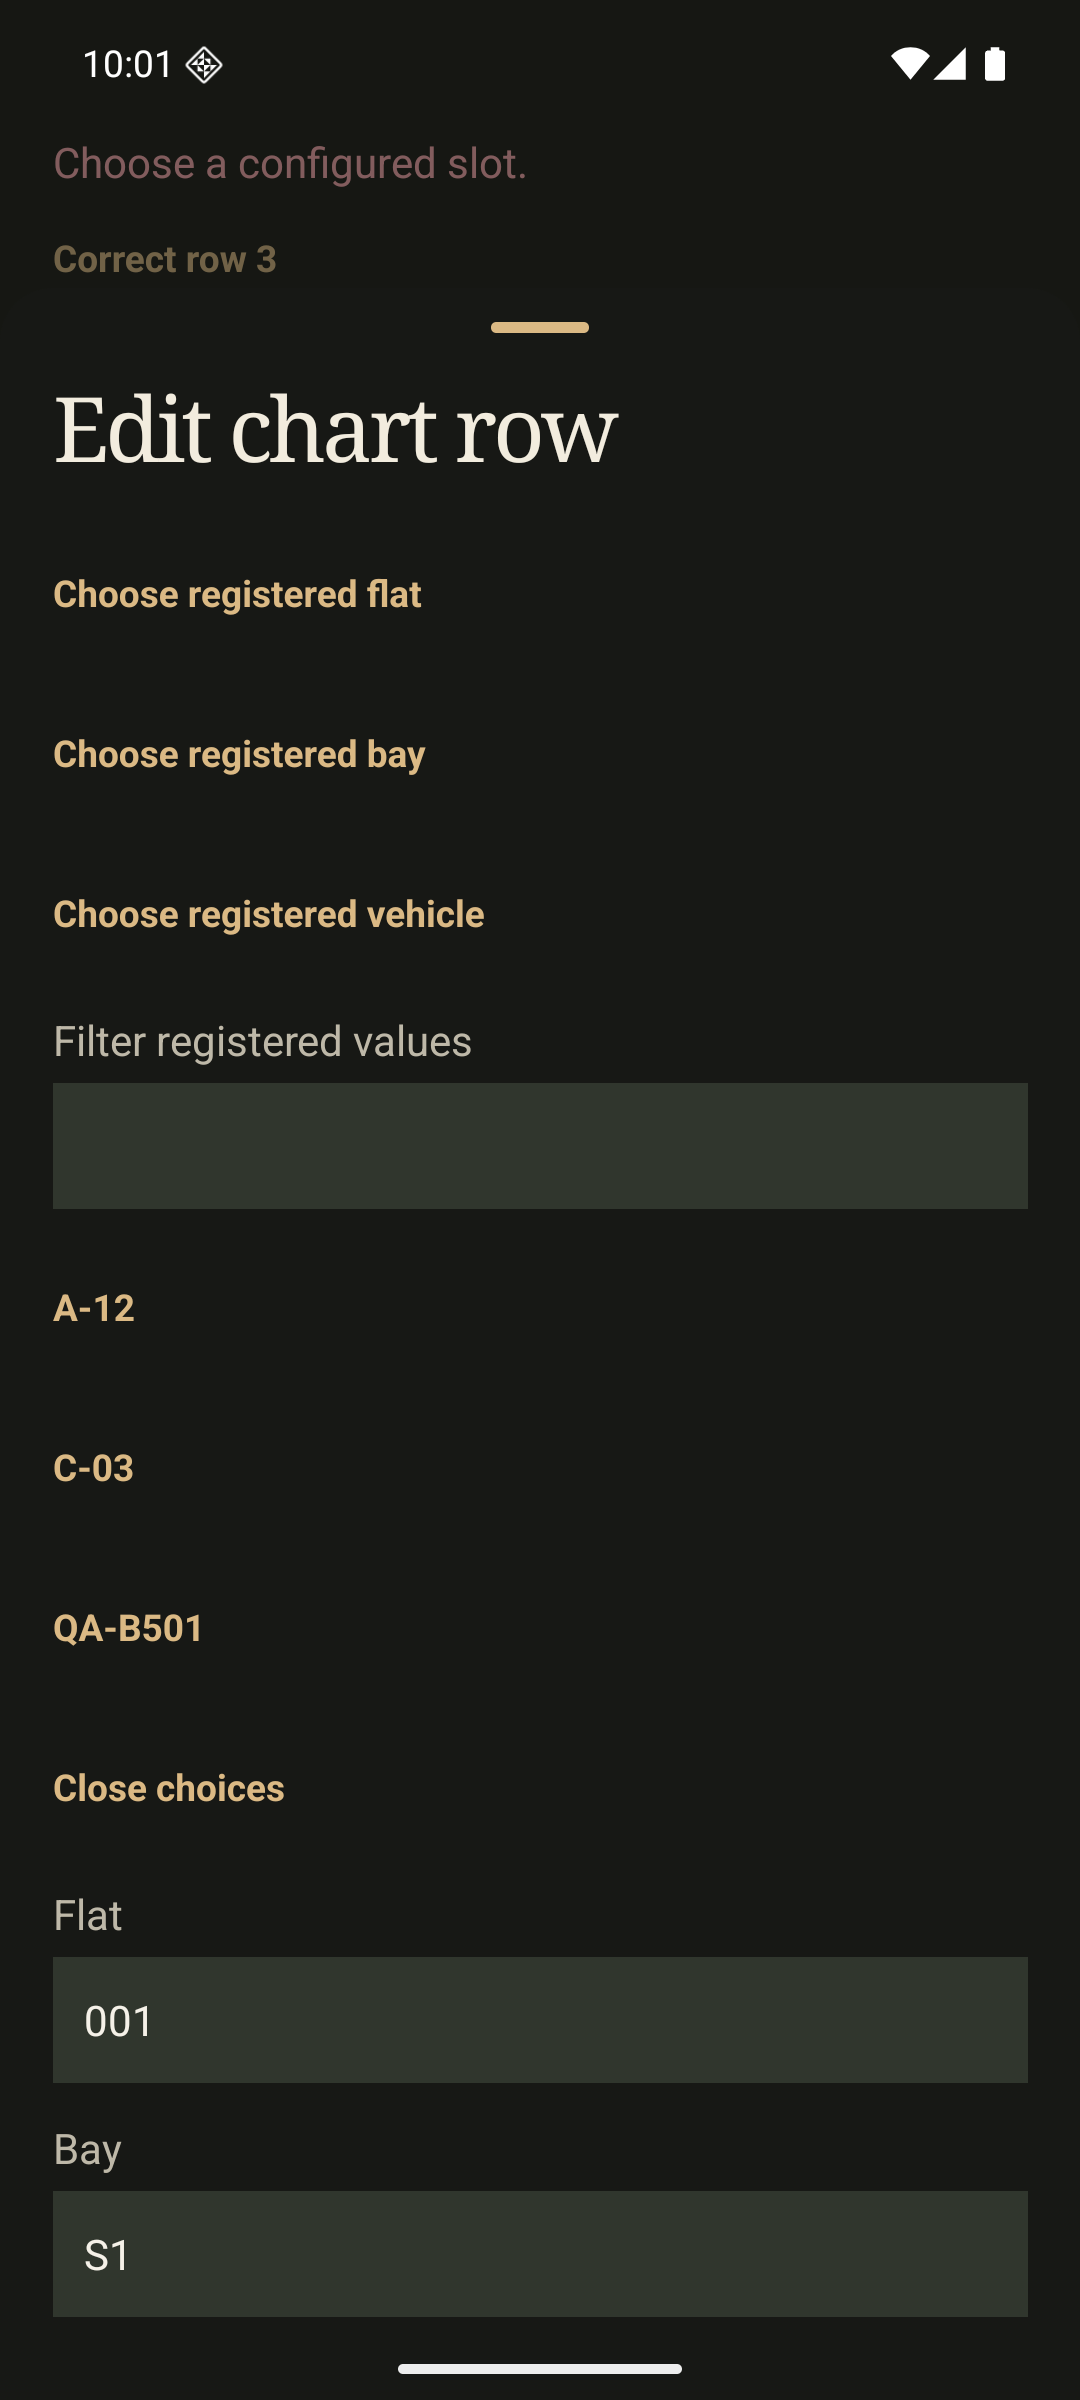 10:01
Choose a configured slot.
Correct row 3
Edit chart row
Choose registered flat
Choose registered bay
Choose registered vehicle
Filter registered values
A-12
C-03
QA-B501
Close choices
Flat
001
Bay
S1